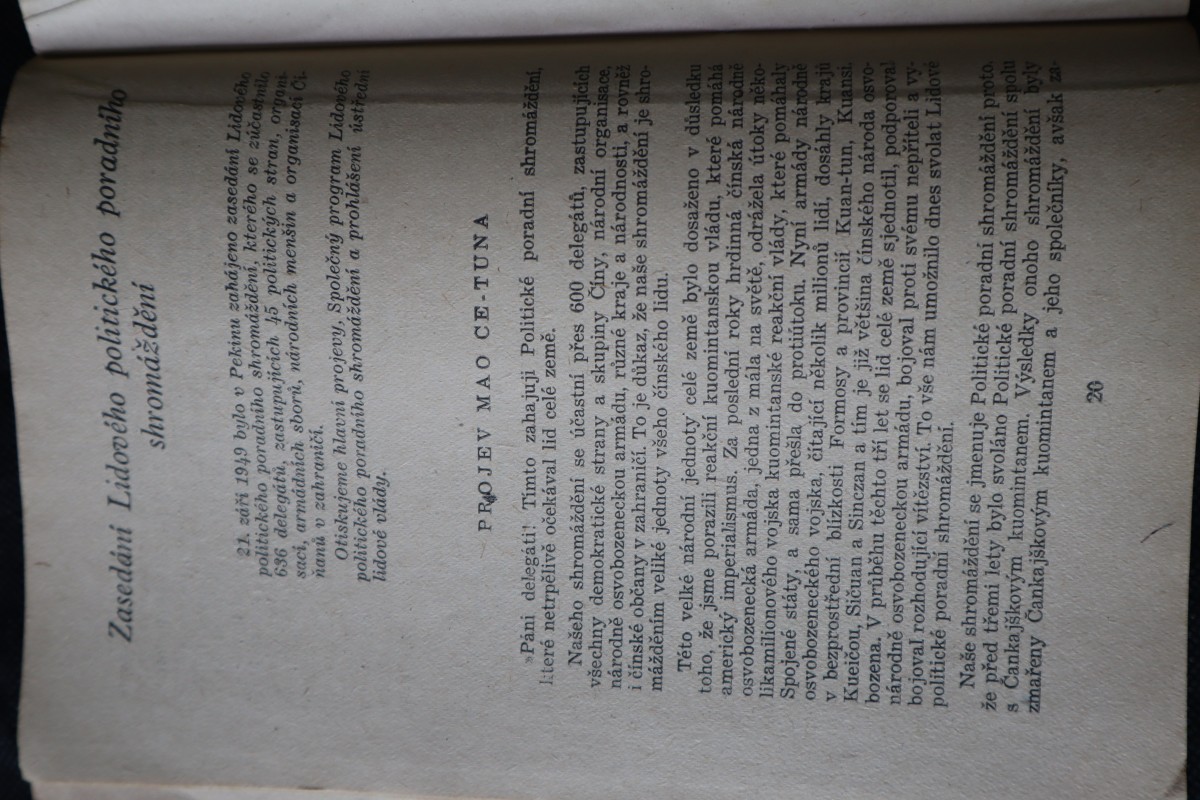 Zasedání Lidového politického poradního
shromáždění
21. září 1949 bylo v Pekinu zahájeno zasedání Lidového
politického poradního shromáždění, kterého se zúčastnilo
636 delegátů, zastupujících 45 politických stran, organi-
sací, armádních sborů, národních menšin a organisací Čí-
ňanů v zahraničí.
Otiskujeme hlavní projevy, Společný program Lidového
politického poradního shromáždění a prohlášení ústřední
lidové vlády.
PROJEV MAO CE-TUNA
»Páni delegáti! Tímto zahajuji Politické poradní shromáždění,
které netrpělivě očekával lid celé země.
Našeho shromáždění se účastní přes 600 delegátů, zastupujících
všechny demokratické strany a skupiny Číny, národní organisace,
národně osvobozeneckou armádu, různé kraje a národnosti, a rovněž
i čínské občany v zahraničí. To je důkaz, že naše shromáždění je shro-
mážděním veliké jednoty všeho čínského lidu.
Této velké národní jednoty celé země bylo dosaženo v důsledku
toho, že jsme porazili reakční kuomintanskou vládu, které pomáhá
americký imperialismus. Za poslední roky hrdinná čínská národně
osvobozenecká armáda, jedna z mála na světě, odrážela útoky něko-
likamilionového vojska kuomintanské reakční vlády, které pomáhaly
Spojené státy, a sama přešla do protiútoku. Nyní armády národně
osvobozeneckého vojska, čítající několik milionů lidí, dosáhly krajů
v bezprostřední blízkosti Formosy a provincií Kuan-tun, Kuansi,
Kueičou, Sičuan a Sinczan a tím je již většina čínského národa osvo-
bozena. V průběhu těchto tří let se lid celé země sjednotil, podporoval
národně osvobozeneckou armádu, bojoval proti svému nepříteli a vy-
bojoval rozhodující vítězství. To vše nám umožnilo dnes svolat Lidové
politické poradní shromáždění.
Naše shromáždění se jmenuje Politické poradní shromáždění proto,
že před třemi lety bylo svoláno Politické poradní shromáždění spolu
s Čankajškovým kuomintanem. Výsledky onoho shromáždění byly
zmařeny Čankajškovým kuomintanem a jeho společníky, avšak za-
26